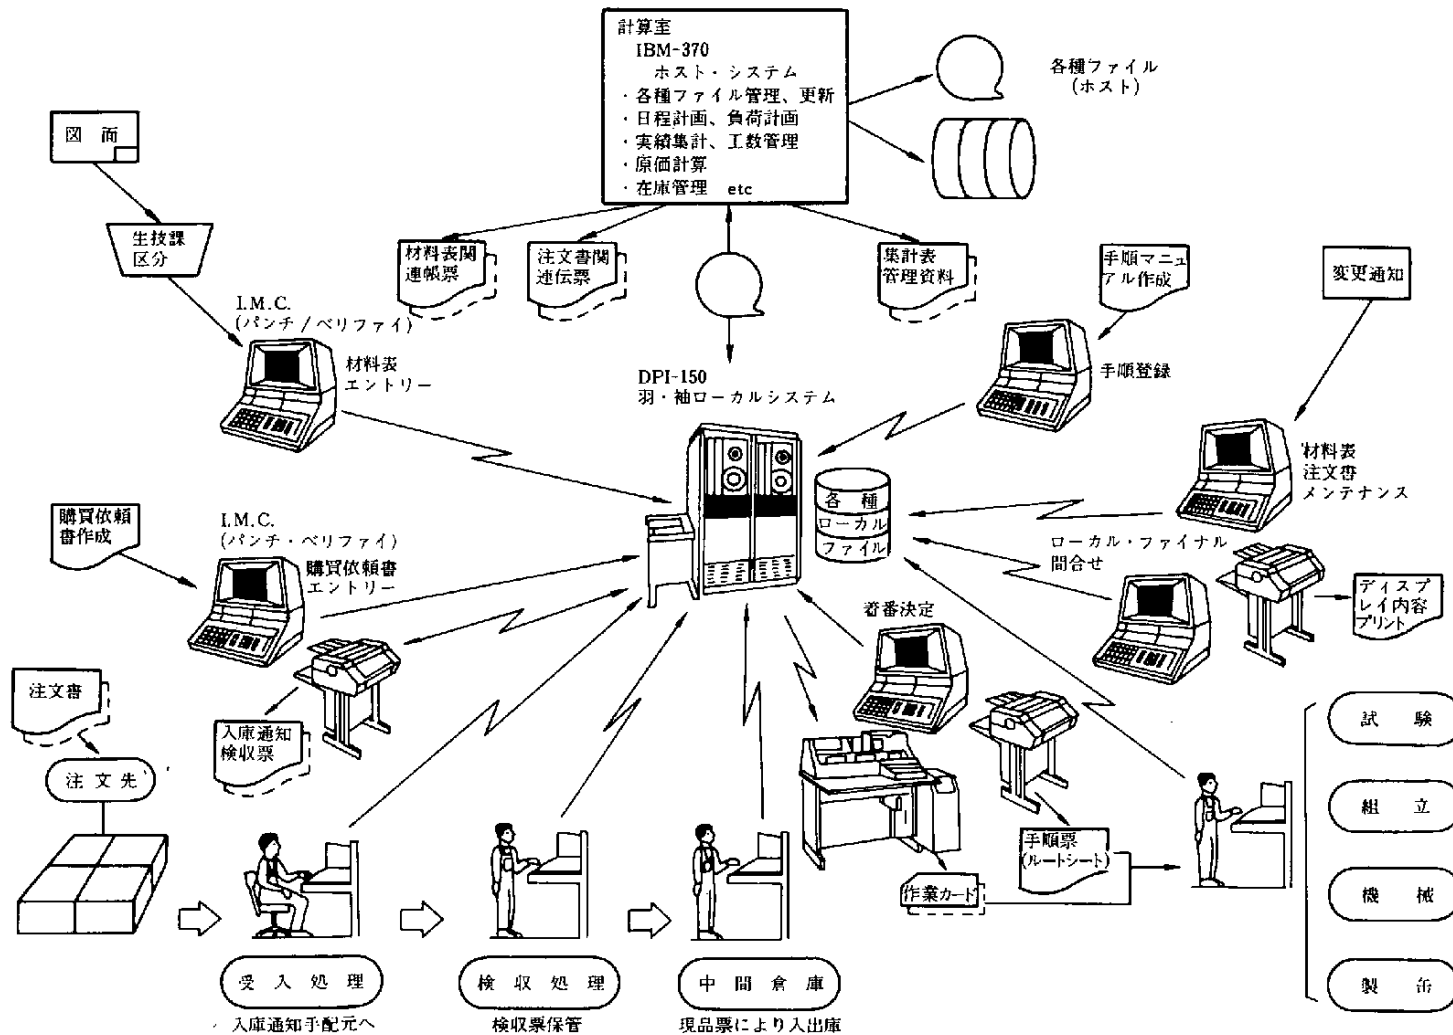 計算室
IBM-370
ホスト・システム
・各種ファイル管理、更新
・日程計画、負荷計画
・実績集計、工数管理
・原価計算
・在庫管理 etc
各種ファイル
(ホスト)
図面
生技課
区分
材料表関
連帳票
注文書関
連伝票
集計表
管理資料
手順マニュ
アル作成
変更通知
I.M.C.
(パンチ/ベリファイ)
材料表
エントリー
DPI-150
羽・袖ローカルシステム
手順登録
材料表
注文書
メンテナンス
各種
ローカル
ファイル
購買依頼
書作成
I.M.C.
(パンチ・ベリファイ)
購買依頼書
エントリー
ローカル・ファイナル
問合せ
ディスプ
レイ内容
プリント
着番決定
注文書
入庫通知
検収票
注文先
手順票
(ルートシート)
作業カード
試験
組立
機械
製缶
受入処理
入庫通知手配元へ
検収処理
検収票保管
中間倉庫
現品票により入出庫